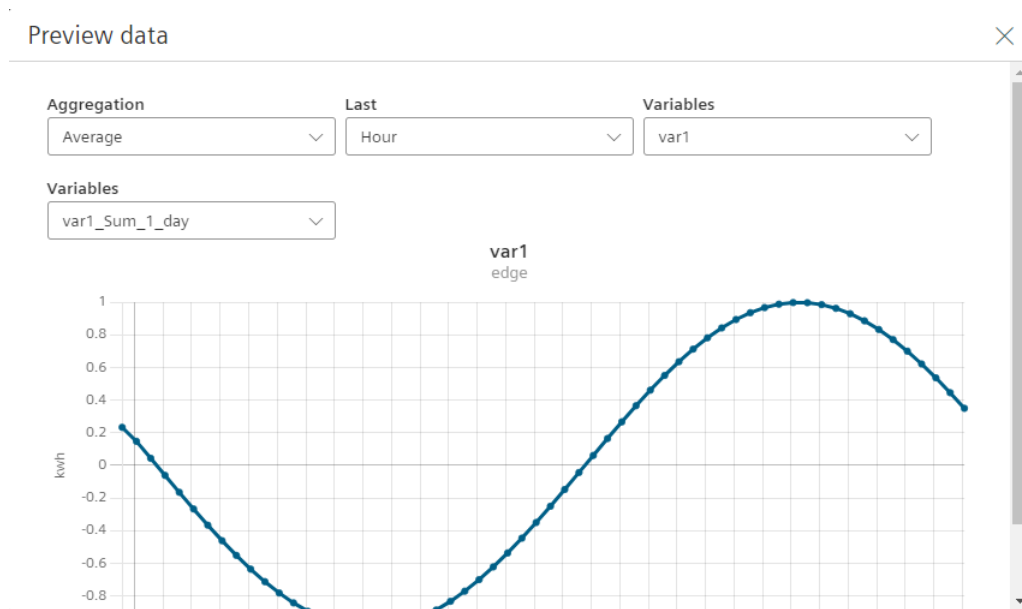 Preview data
Aggregation Last Variables
Average Hour var1
Variables
var1_Sum_1_day
var1
edge
1
0.8
0.6
0.4
0.2
kwh
0
-0.2
-0.4
-0.6
-0.8